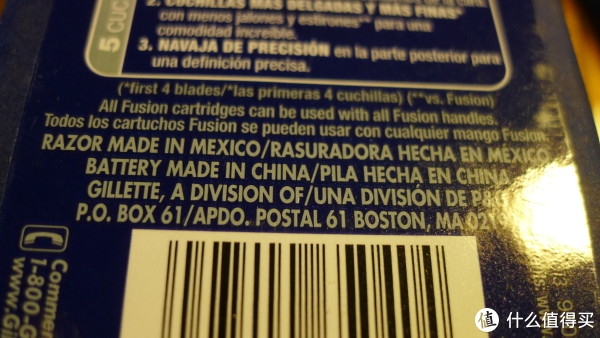 5 CUC
2. CUCHILLAS MÁS DELGADAS Y MÁS FINAS*
con menos jalones y estirones** para una
comodidad increíble.
3. NAVAJA DE PRECISIÓN en la parte posterior para
una definición precisa.
(*first 4 blades/*las primeras 4 cuchillas) (**vs. Fusion)
All Fusion cartridges can be used with all Fusion handles.
Todos los cartuchos Fusion se pueden usar con cualquier mango Fusion.
RAZOR MADE IN MEXICO/RASURADORA HECHA EN MÉXICO
BATTERY MADE IN CHINA/PILA HECHA EN CHINA
GILLETTE, A DIVISION OF/UNA DIVISIÓN DE P&G
P.O. BOX 61/APDO. POSTAL 61 BOSTON, MA 021
Comme
1-800-G
www.Gi
值 什么值得买